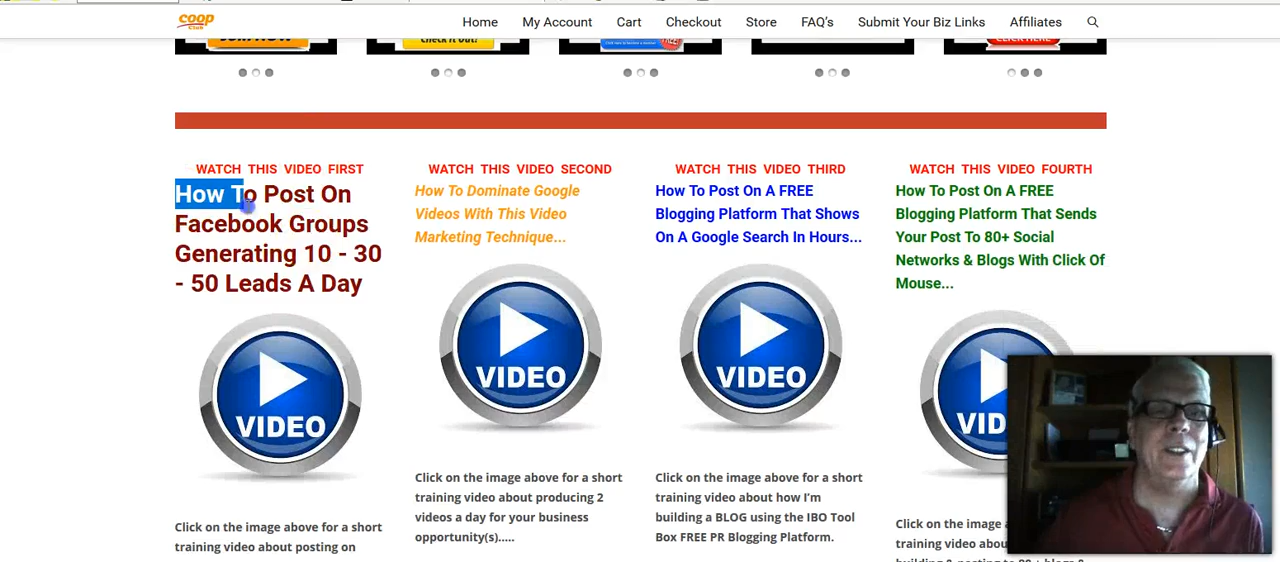 coop
Home My Account Cart Checkout Store FAQ's Submit Your Biz Links Affiliates
CLICK HERE
WATCH THIS VIDEO FIRST
How To Post On
Facebook Groups
Generating 10 - 30
- 50 Leads A Day
VIDEO
Click on the image above for a short
training video about posting on
WATCH THIS VIDEO SECOND
How To Dominate Google
Videos With This Video
Marketing Technique...
VIDEO
Click on the image above for a short
training video about producing 2
videos a day for your business
opportunity(s).....
WATCH THIS VIDEO THIRD
How To Post On A FREE
Blogging Platform That Shows
On A Google Search In Hours...
VIDEO
Click on the image above for a short
training video about how I'm
building a BLOG using the IBO Tool
Box FREE PR Blogging Platform.
WATCH THIS VIDEO FOURTH
How To Post On A FREE
Blogging Platform That Sends
Your Post To 80+ Social
Networks & Blogs With Click Of
Mouse...
VID
Click on the
training